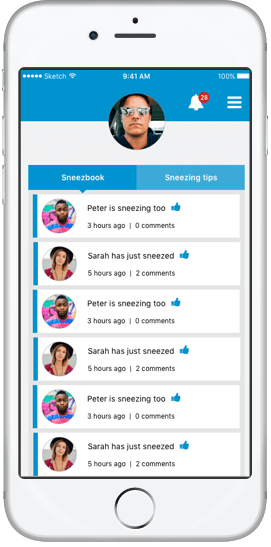 Sketch 9:41 AM 100%
28
Sneezbook Sneezing tips
Peter is sneezing too
3 hours ago | 0 comments
Sarah has just sneezed
5 hours ago | 2 comments
Peter is sneezing too
3 hours ago | 0 comments
Sarah has just sneezed
5 hours ago | 2 comments
Peter is sneezing too
3 hours ago | 0 comments
Sarah has just sneezed
5 hours ago | 2 comments